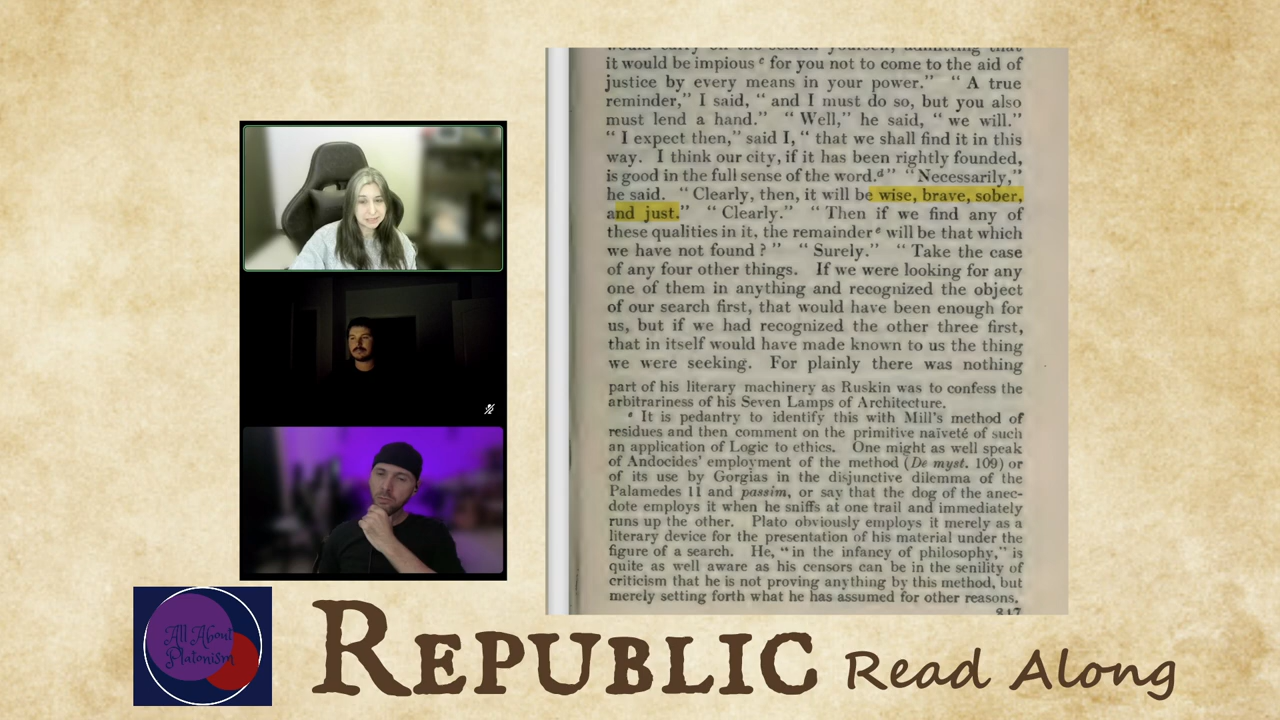 would carry on the search yourself, admitting that
it would be impious ᶜ for you not to come to the aid of
justice by every means in your power.” “ A true
reminder,” I said, “ and I must do so, but you also
must lend a hand.” “ Well,” he said, “ we will.”
“ I expect then,” said I, “ that we shall find it in this
way. I think our city, if it has been rightly founded,
is good in the full sense of the word.ᵈ” “ Necessarily,”
he said. “ Clearly, then, it will be wise, brave, sober,
and just.” “ Clearly.” “ Then if we find any of
these qualities in it, the remainder ᵉ will be that which
we have not found ? ” “ Surely.” “ Take the case
of any four other things. If we were looking for any
one of them in anything and recognized the object
of our search first, that would have been enough for
us, but if we had recognized the other three first,
that in itself would have made known to us the thing
we were seeking. For plainly there was nothing
part of his literary machinery as Ruskin was to confess the
arbitrariness of his Seven Lamps of Architecture.
ᵉ It is pedantry to identify this with Mill's method of
residues and then comment on the primitive naïveté of such
an application of Logic to ethics. One might as well speak
of Andocides' employment of the method (De myst. 109) or
of its use by Gorgias in the disjunctive dilemma of the
Palamedes 11 and passim, or say that the dog of the anec-
dote employs it when he sniffs at one trail and immediately
runs up the other. Plato obviously employs it merely as a
literary device for the presentation of his material under the
figure of a search. He, “ in the infancy of philosophy,” is
quite as well aware as his censors can be in the senility of
criticism that he is not proving anything by this method, but
merely setting forth what he has assumed for other reasons.
347
All About
Platonism
REPUBLIC Read Along